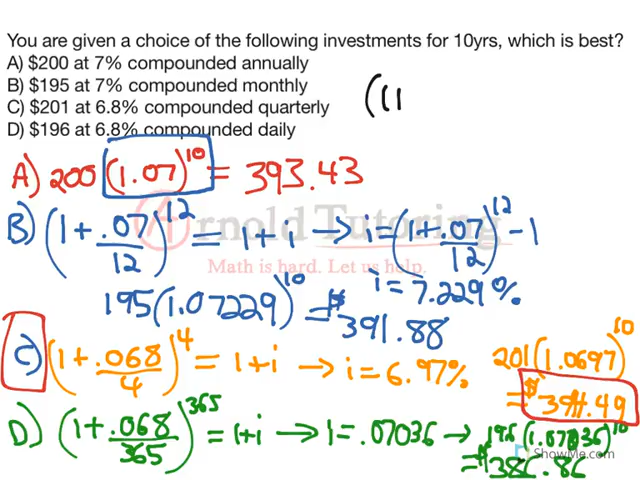 You are given a choice of the following investments for 10yrs, which is best?
A) $200 at 7% compounded annually
B) $195 at 7% compounded monthly
C) $201 at 6.8% compounded quarterly
D) $196 at 6.8% compounded daily
(11
A) 200 (1.07)^10 = 393.43
B) (1 + .07/12)^12 = 1 + i → i = (1 + .07/12)^12 - 1
i = 7.229%
195(1.07229)^10 = $391.88
Arnold Tutoring
Math is hard. Let us help.
C) (1 + .068/4)^4 = 1 + i → i = 6.97%
201(1.0697)^10
= $394.49
D) (1 + .068/365)^365 = 1 + i → i = .07036 → 196(1.07036)^10
= $386.86
ShowMe.com